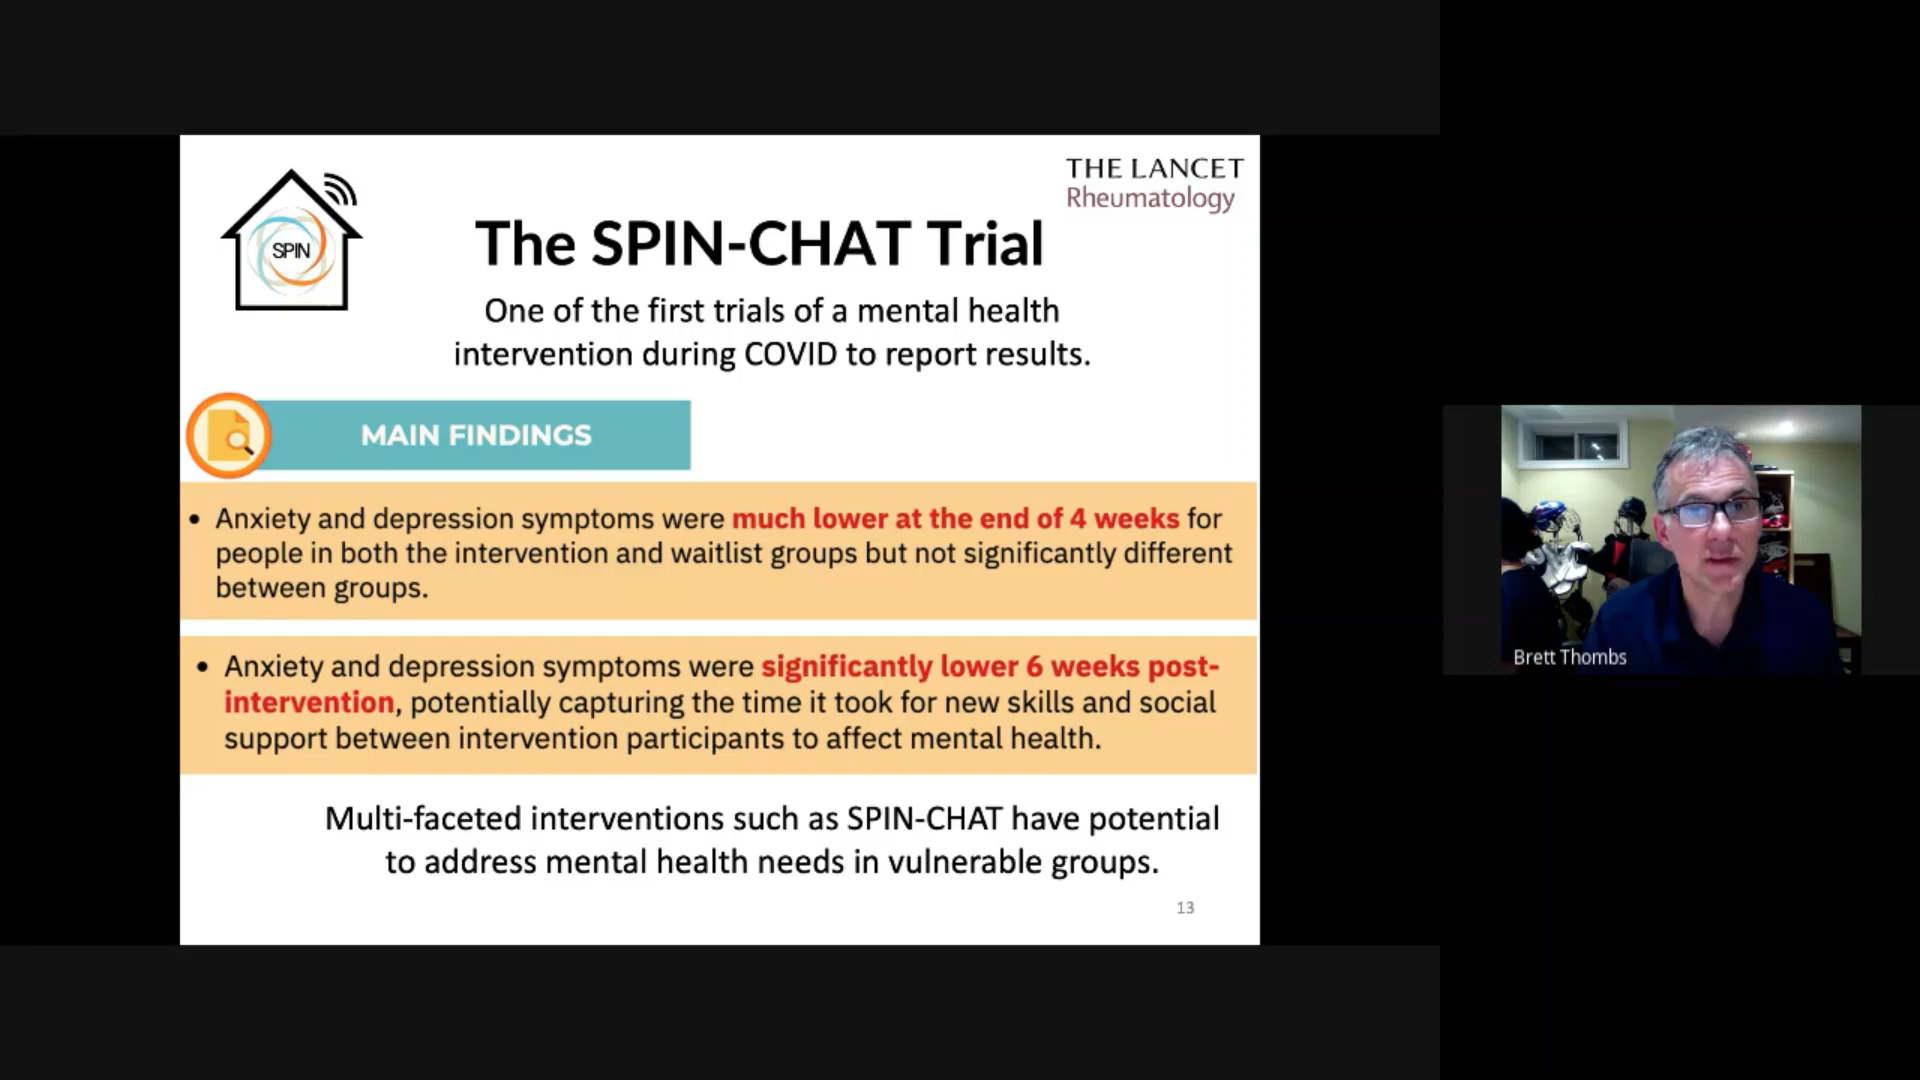 THE LANCET
Rheumatology
SPIN
The SPIN-CHAT Trial
One of the first trials of a mental health
intervention during COVID to report results.
MAIN FINDINGS
• Anxiety and depression symptoms were much lower at the end of 4 weeks for
people in both the intervention and waitlist groups but not significantly different
between groups.
• Anxiety and depression symptoms were significantly lower 6 weeks post-
intervention, potentially capturing the time it took for new skills and social
support between intervention participants to affect mental health.
Multi-faceted interventions such as SPIN-CHAT have potential
to address mental health needs in vulnerable groups.
13
Brett Thombs